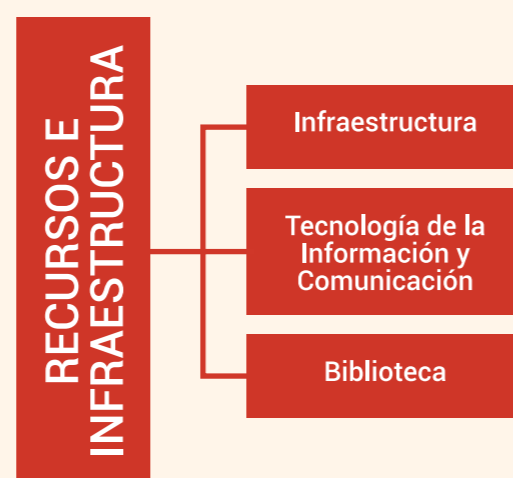 RECURSOS E
INFRAESTRUCTURA
Infraestructura
Tecnología de la
Información y
Comunicación
Biblioteca